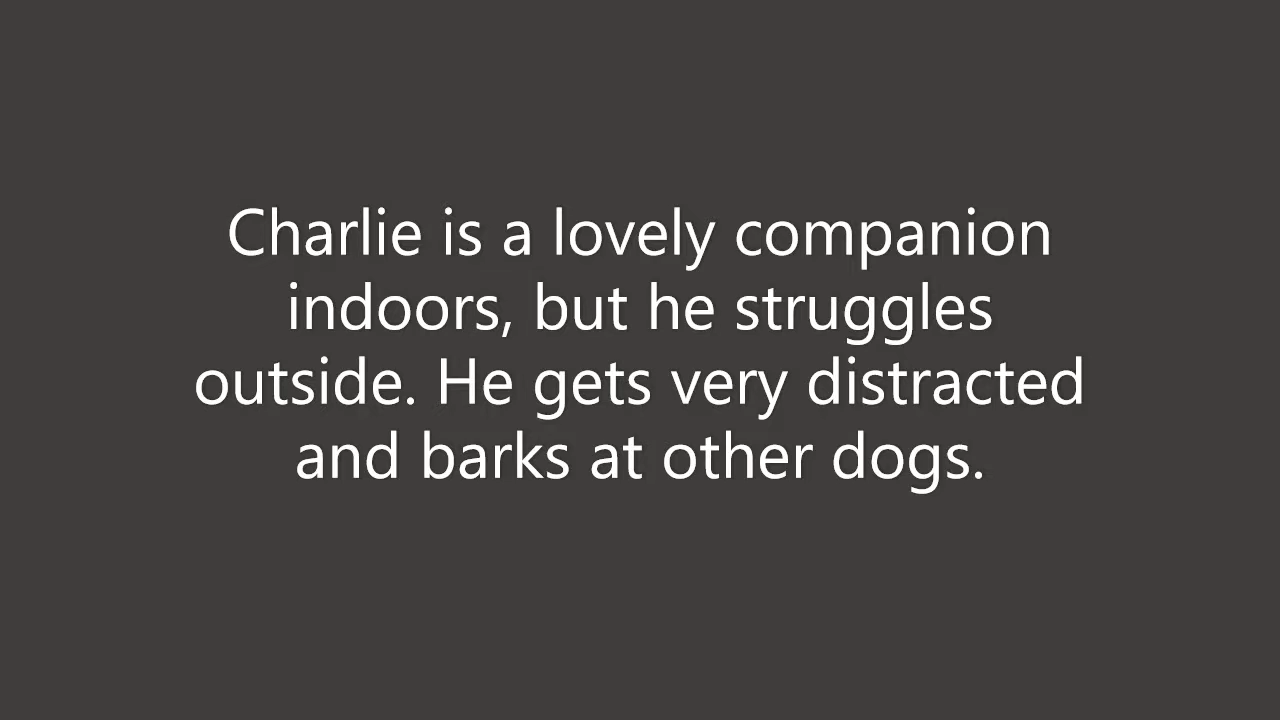 Charlie is a lovely companion
indoors, but he struggles
outside. He gets very distracted
and barks at other dogs.